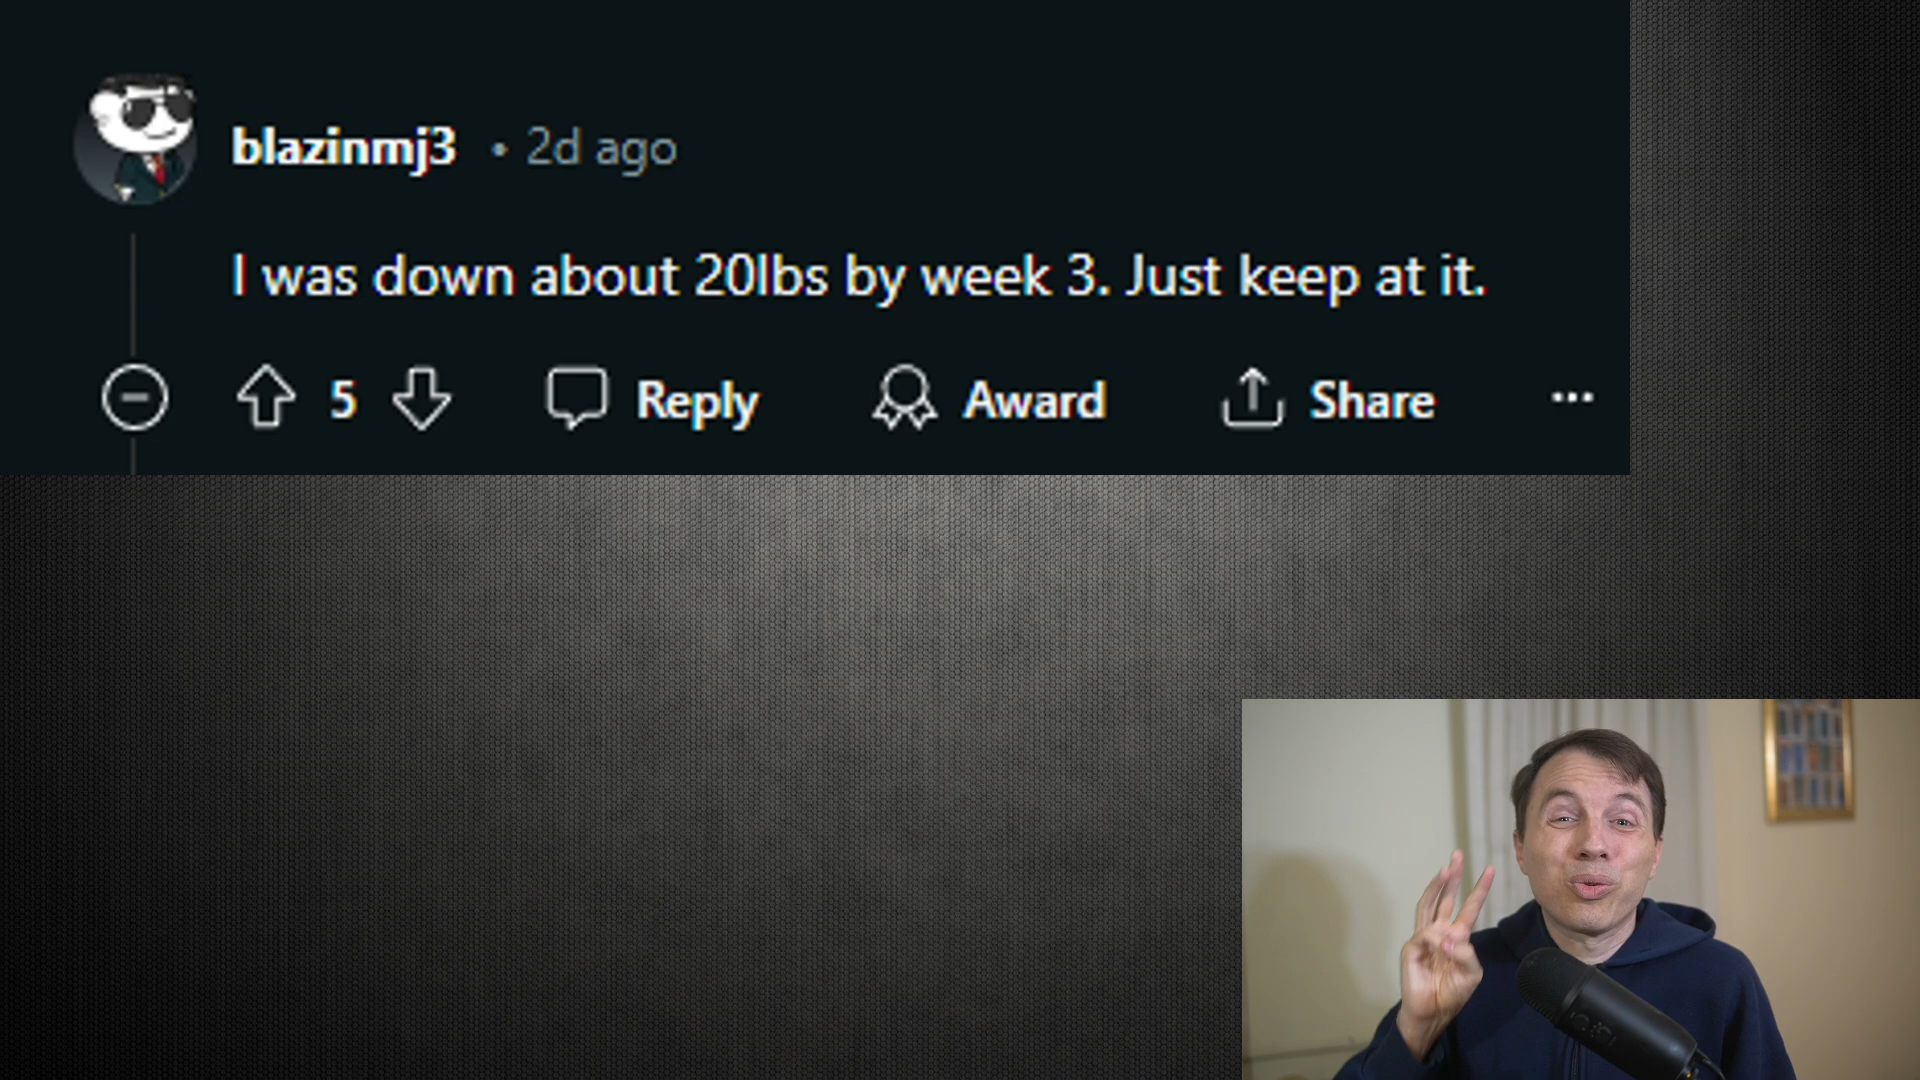 blazinmj3 • 2d ago
I was down about 20lbs by week 3. Just keep at it.
5 Reply Award Share ...